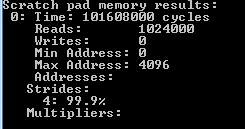 Scratch pad memory results:
0: Time: 101608000 cycles
Reads: 1024000
Writes: 0
Min Address: 0
Max Address: 4096
Addresses:
Strides:
4: 99.9%
Multipliers: